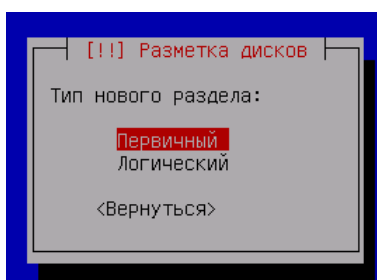 [!!] Разметка дисков
Тип нового раздела:
Первичный
Логический
<Вернуться>